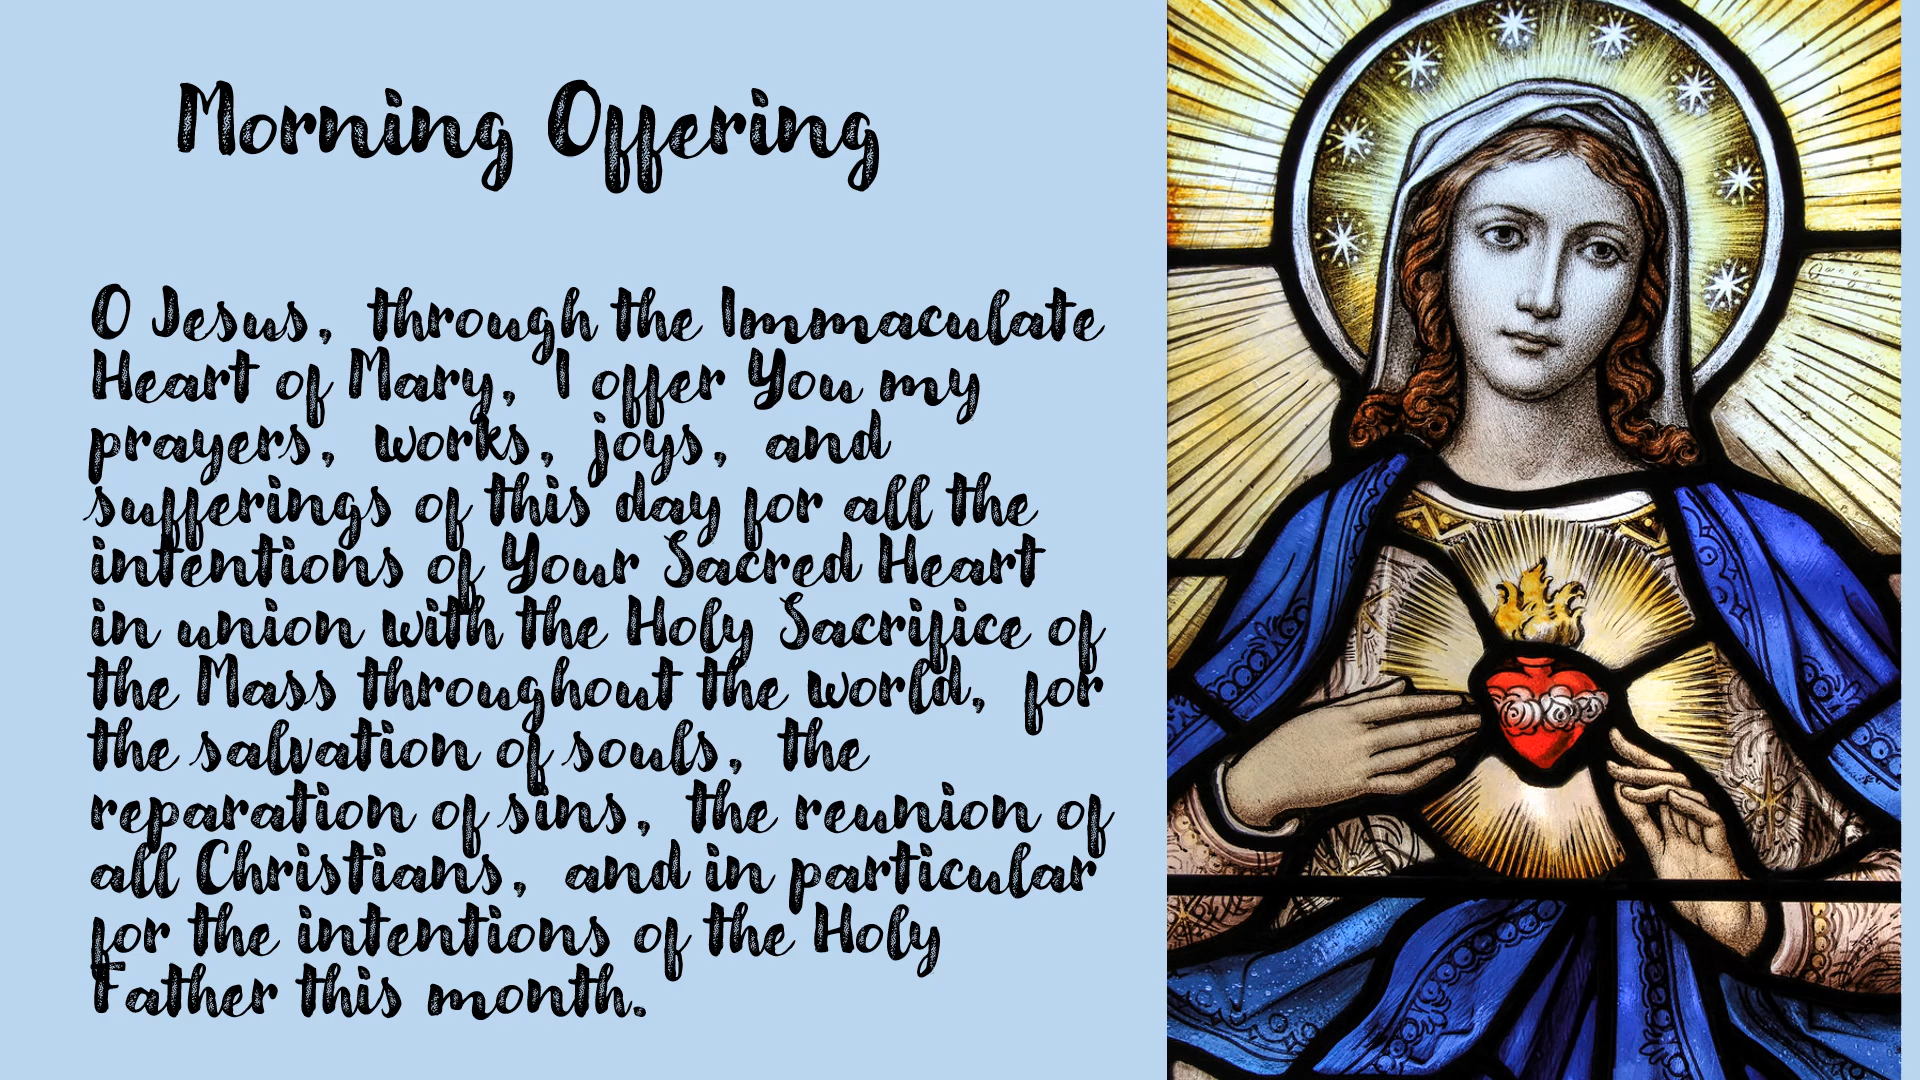 Morning Offering
O Jesus, through the Immaculate
Heart of Mary, I offer You my
prayers, works, joys, and
sufferings of this day for all the
intentions of Your Sacred Heart
in union with the Holy Sacrifice of
the Mass throughout the world, for
the salvation of souls, the
reparation of sins, the reunion of
all Christians, and in particular
for the intentions of the Holy
Father this month.